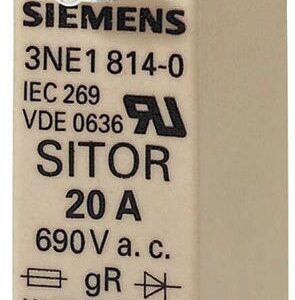 SIEMENS
3NE1 814-0
IEC 269
VDE 0636
SITOR
20 A
690 V a. c.
gR